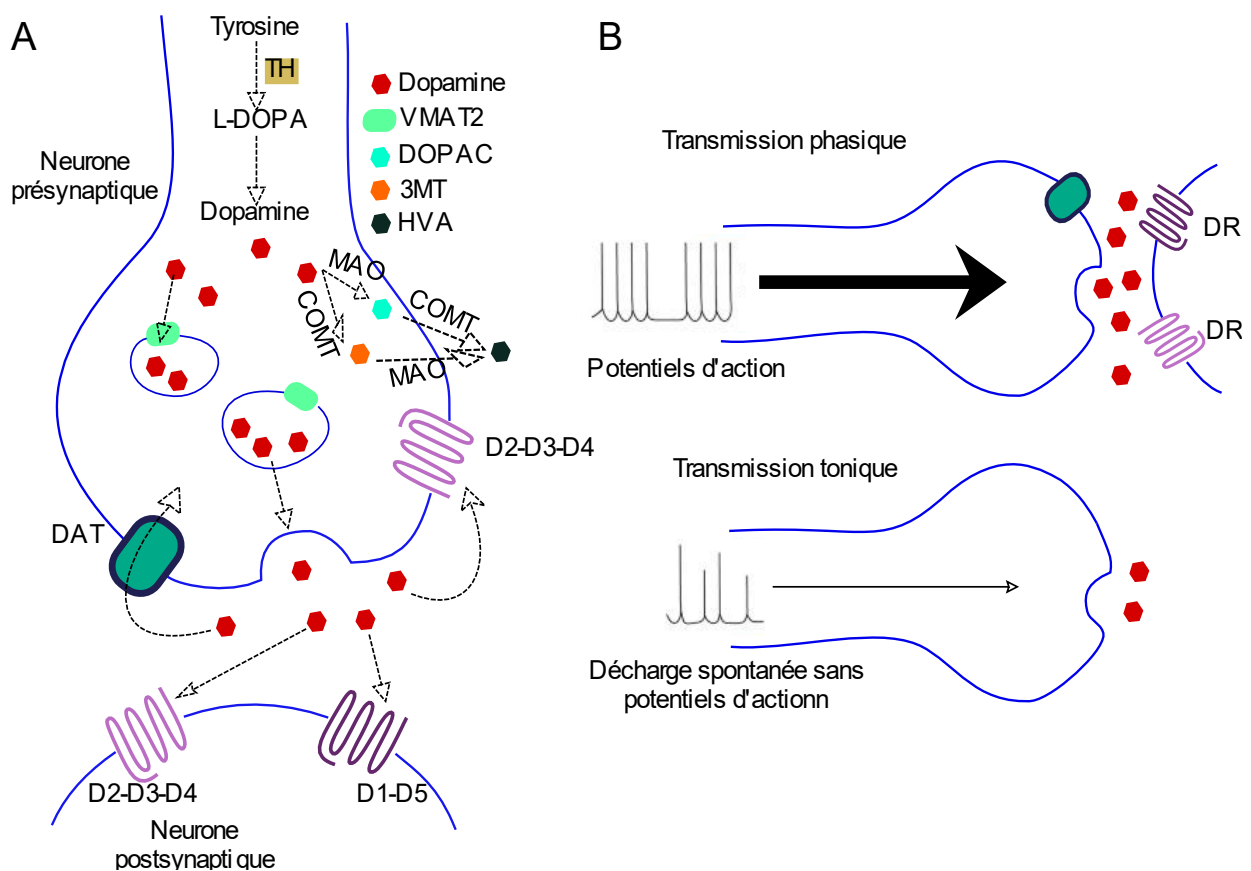 A
Tyrosine
TH
L-DOPA
Dopamine
Neurone
présynaptique
Dopamine
VMAT2
DOPAC
3MT
HVA
MAO
COMT
COMT
MAO
D2-D3-D4
DAT
D2-D3-D4
D1-D5
Neurone
postsynaptique
B
Transmission phasique
DR
DR
Potentiels d'action
Transmission tonique
Décharge spontanée sans
potentiels d'actionn